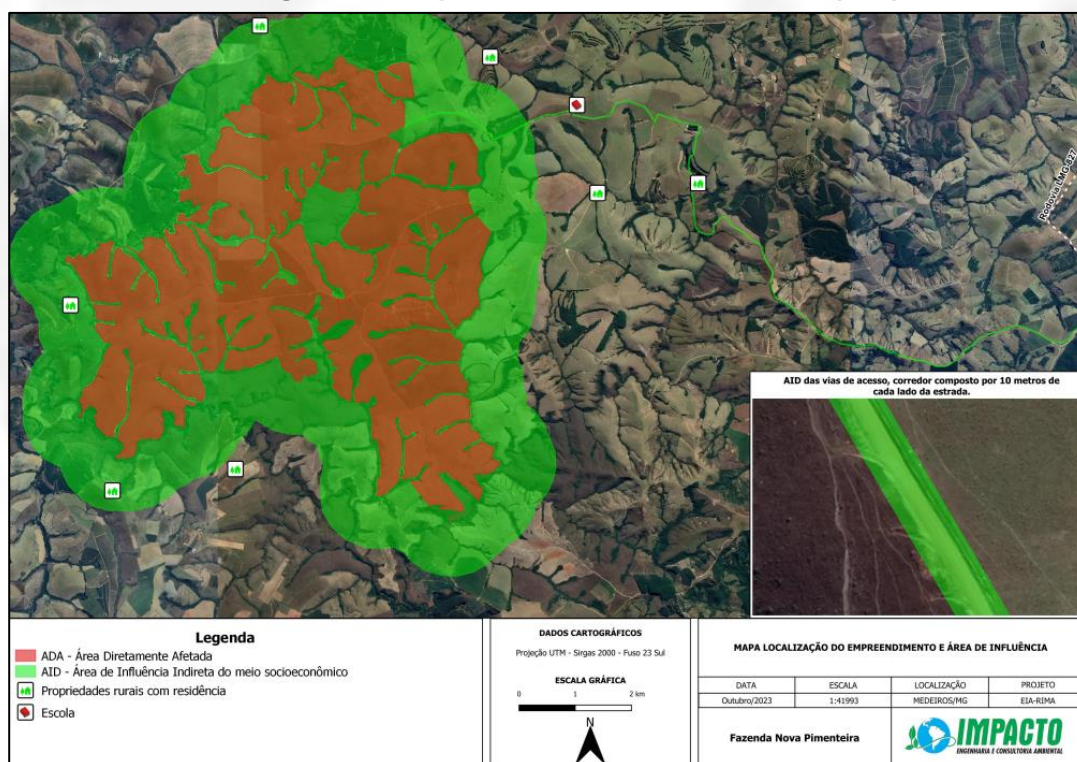 Rodovia LMG-827
AID das vias de acesso, corredor composto por 10 metros de
cada lado da estrada.
Legenda
ADA - Área Diretamente Afetada
AID - Área de Influência Indireta do meio socioeconômico
Propriedades rurais com residência
Escola
DADOS CARTOGRÁFICOS
Projeção UTM - Sirgas 2000 - Fuso 23 Sul
ESCALA GRÁFICA
0 1 2 km
N
MAPA LOCALIZAÇÃO DO EMPREENDIMENTO E ÁREA DE INFLUÊNCIA
DATA ESCALA LOCALIZAÇÃO PROJETO
Outubro/2023 1:41993 MEDEIROS/MG EIA-RIMA
Fazenda Nova Pimenteira
IMPACTO
ENGENHARIA E CONSULTORIA AMBIENTAL